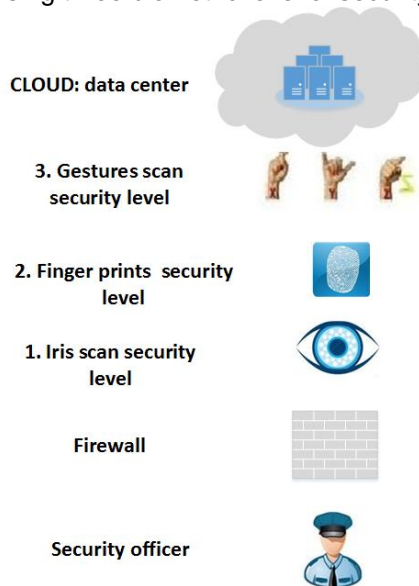 CLOUD: data center
3. Gestures scan
security level
2. Finger prints security
level
1. Iris scan security
level
Firewall
Security officer